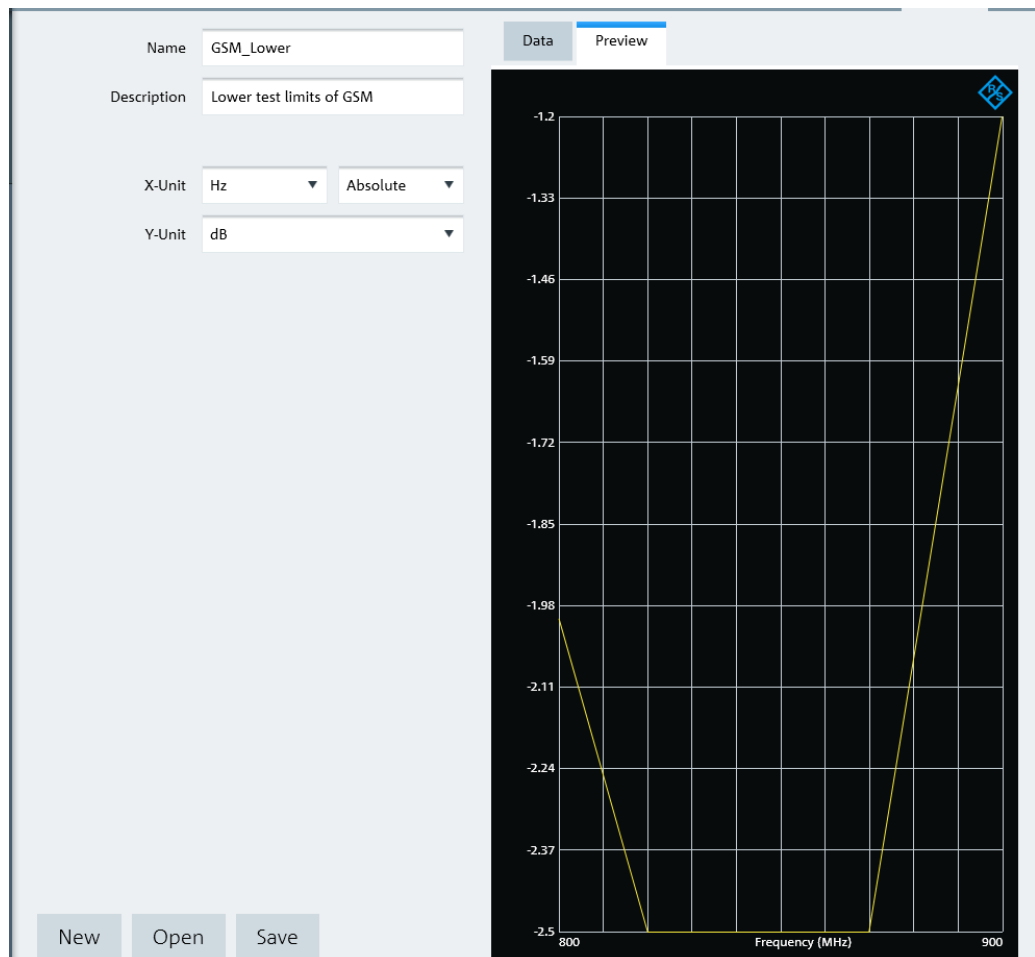 Name GSM_Lower
Description Lower test limits of GSM
X-Unit Hz Absolute
Y-Unit dB
New Open Save
Data Preview
R&S
-1.2
-1.33
-1.46
-1.59
-1.72
-1.85
-1.98
-2.11
-2.24
-2.37
-2.5
800 Frequency (MHz) 900